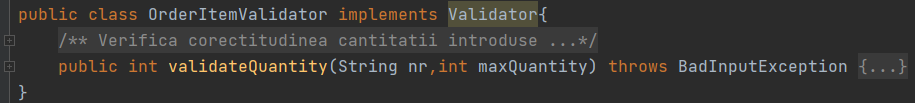 public class OrderItemValidator implements Validator{
/** Verifica corectitudinea cantitatii introduse ...*/
public int validateQuantity(String nr,int maxQuantity) throws BadInputException {...}
}